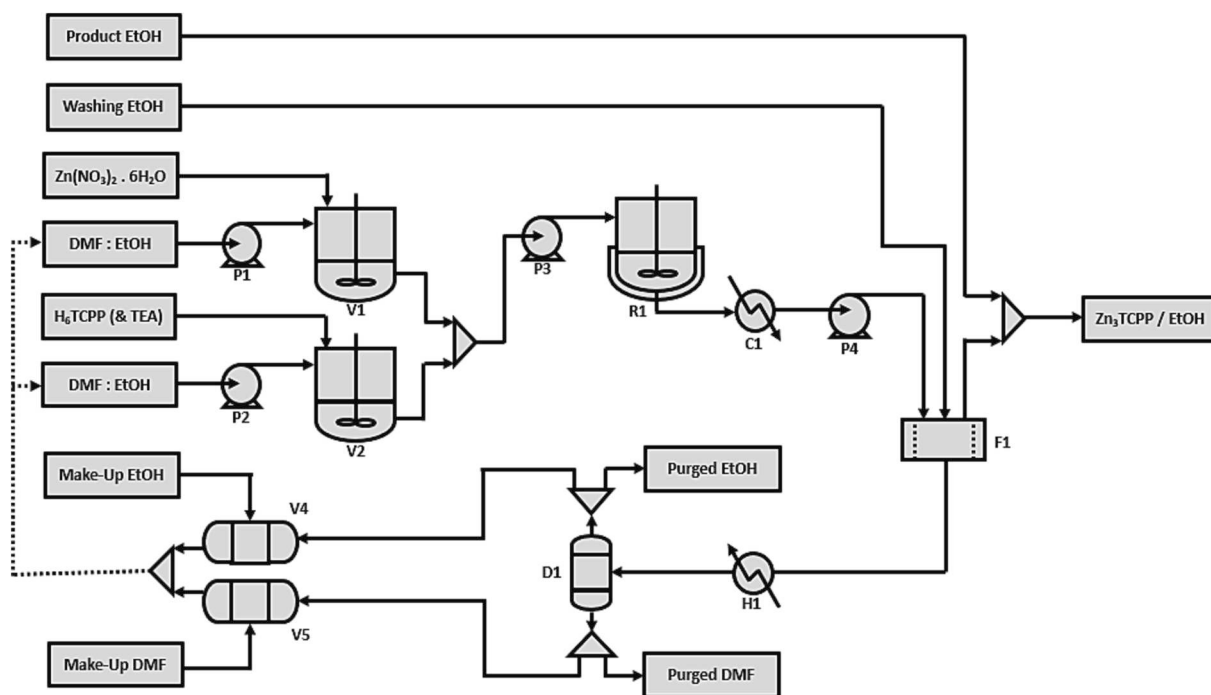 Product EtOH
Washing EtOH
Zn(NO₃)₂ . 6H₂O
DMF : EtOH
P1
V1
P3
R1
C1
P4
Zn₃TCPP / EtOH
H₆TCPP (& TEA)
DMF : EtOH
P2
V2
F1
Make-Up EtOH
V4
Purged EtOH
D1
H1
V5
Make-Up DMF
Purged DMF